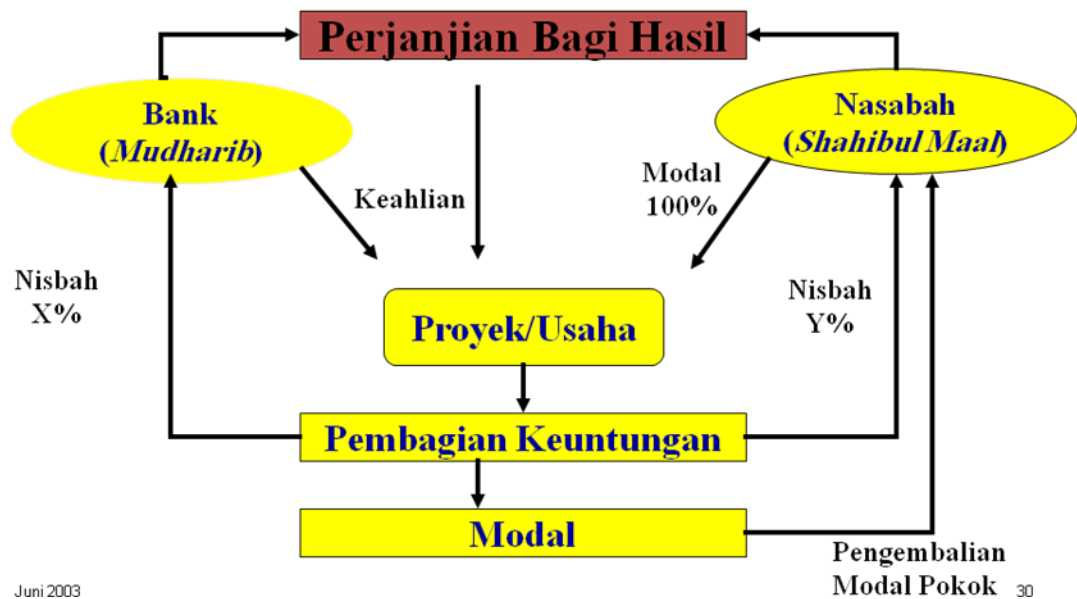 Perjanjian Bagi Hasil
Bank
(Mudharib)
Nasabah
(Shahibul Maal)
Keahlian
Modal
100%
Nisbah
X%
Proyek/Usaha
Nisbah
Y%
Pembagian Keuntungan
Modal
Pengembalian
Modal Pokok
Juni 2003
30